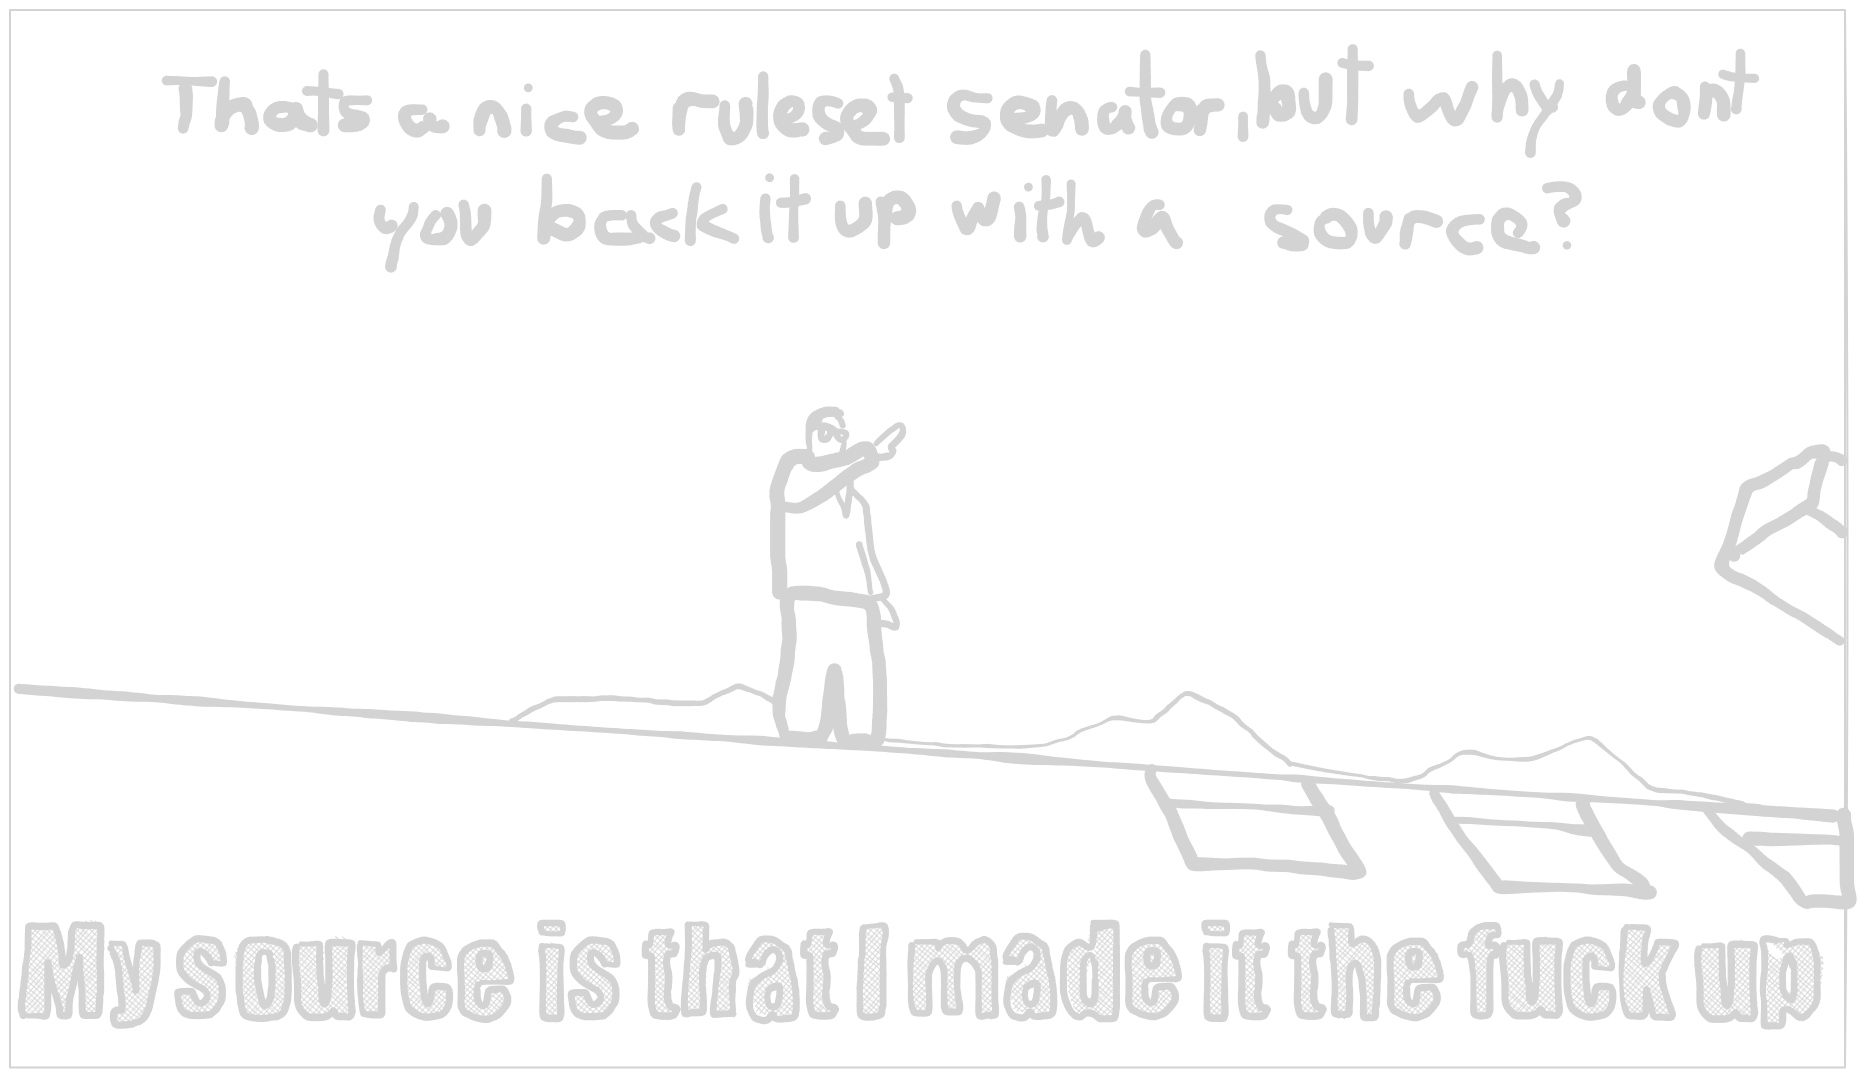 Thats a nice ruleset senator, but why dont
you back it up with a source?
My source is that I made it the fuck up